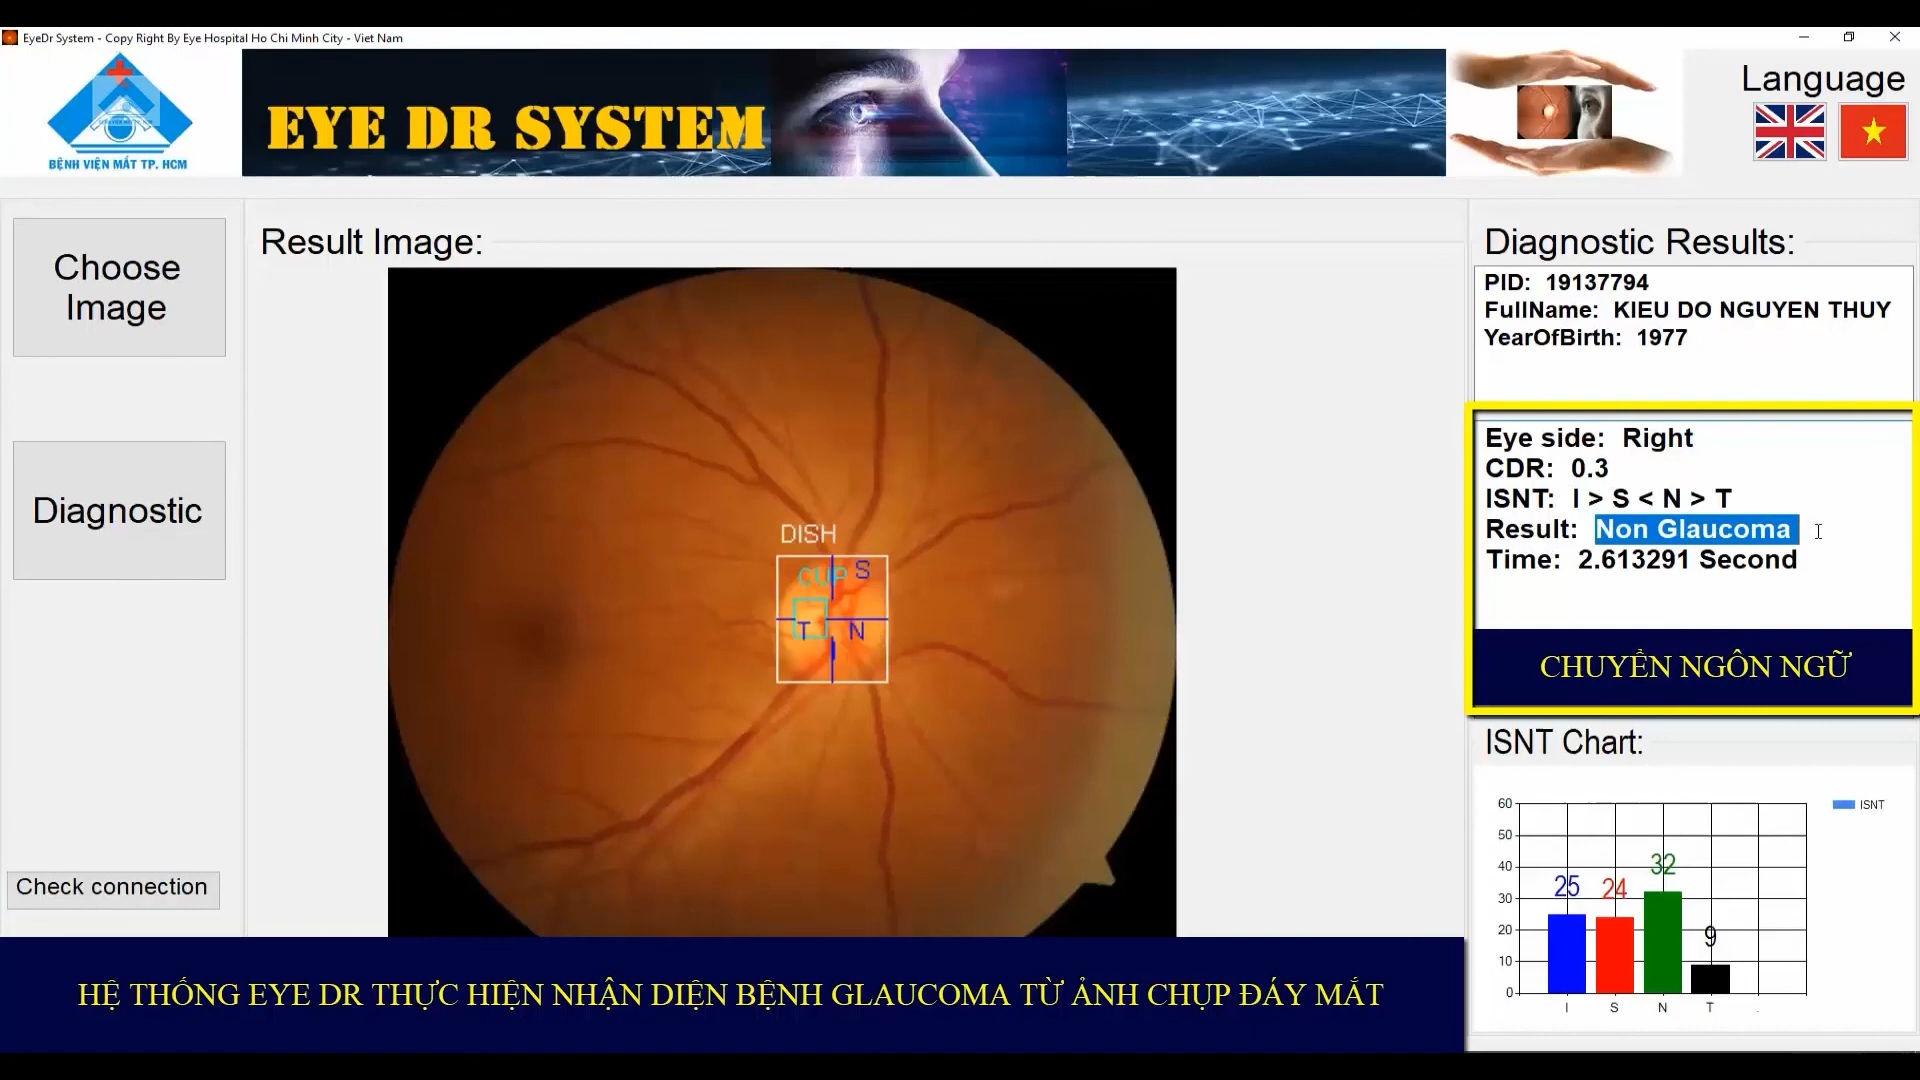 EyeDr System - Copy Right By Eye Hospital Ho Chi Minh City - Viet Nam
BỆNH VIỆN MẮT TP. HCM
EYE DR SYSTEM
Language
Choose
Image
Diagnostic
Check connection
Result Image:
DISH
CUP
S
T
N
Diagnostic Results:
PID: 19137794
FullName: KIEU DO NGUYEN THUY
YearOfBirth: 1977
Eye side: Right
CDR: 0.3
ISNT: I > S < N > T
Result: Non Glaucoma
Time: 2.613291 Second
CHUYỂN NGÔN NGỮ
ISNT Chart:
60
50
40
30
20
10
0
25
24
32
9
I
S
N
T
ISNT
HỆ THỐNG EYE DR THỰC HIỆN NHẬN DIỆN BỆNH GLAUCOMA TỪ ẢNH CHỤP ĐÁY MẮT